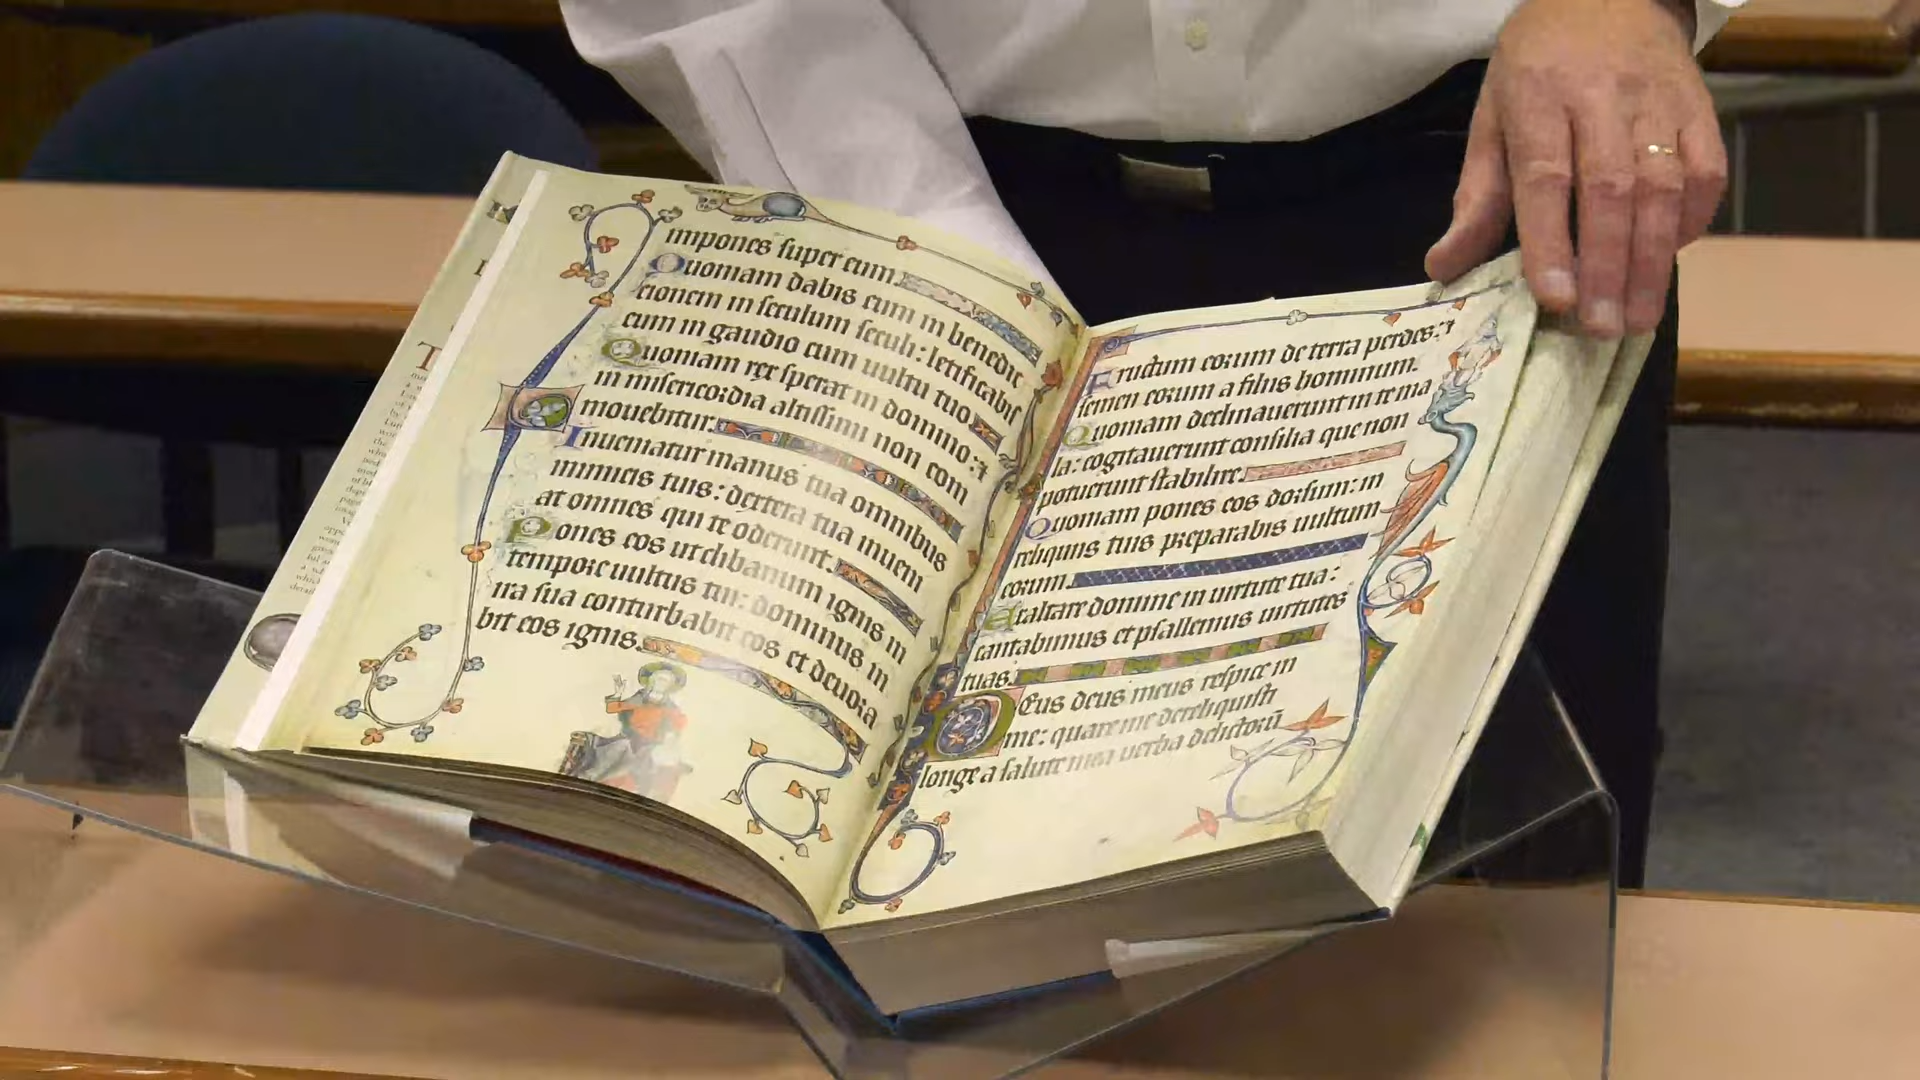 impones super eum.
Quoniam dabis eum in benedic
cionem in seculum seculi: letificabis
eum in gaudio cum uultu tuo
Quoniam rex sperat in domino: et
in misericordia altissimi non com
mouebitur.
Inueniatur manus tua omnibus
inimicis tuis: dextera tua inueni
at omnes qui te oderunt.
Pones eos ut clibanum ignis in
tempore uultus tui: dominus in
ira sua conturbabit eos et deuora
bit eos ignis.
Fructum eorum de terra perdes: et
semen eorum a filiis hominum.
Quoniam declinauerunt in te ma
la: cogitauerunt consilia que non
potuerunt stabilire.
Quoniam pones eos dorsum: in
reliquiis tuis preparabis uultum
eorum.
Exaltare domine in uirtute tua:
cantabimus et psallemus uirtutes
tuas.
Deus deus meus respice in
me: quare me dereliquisti
longe a salute mea uerba delictorū